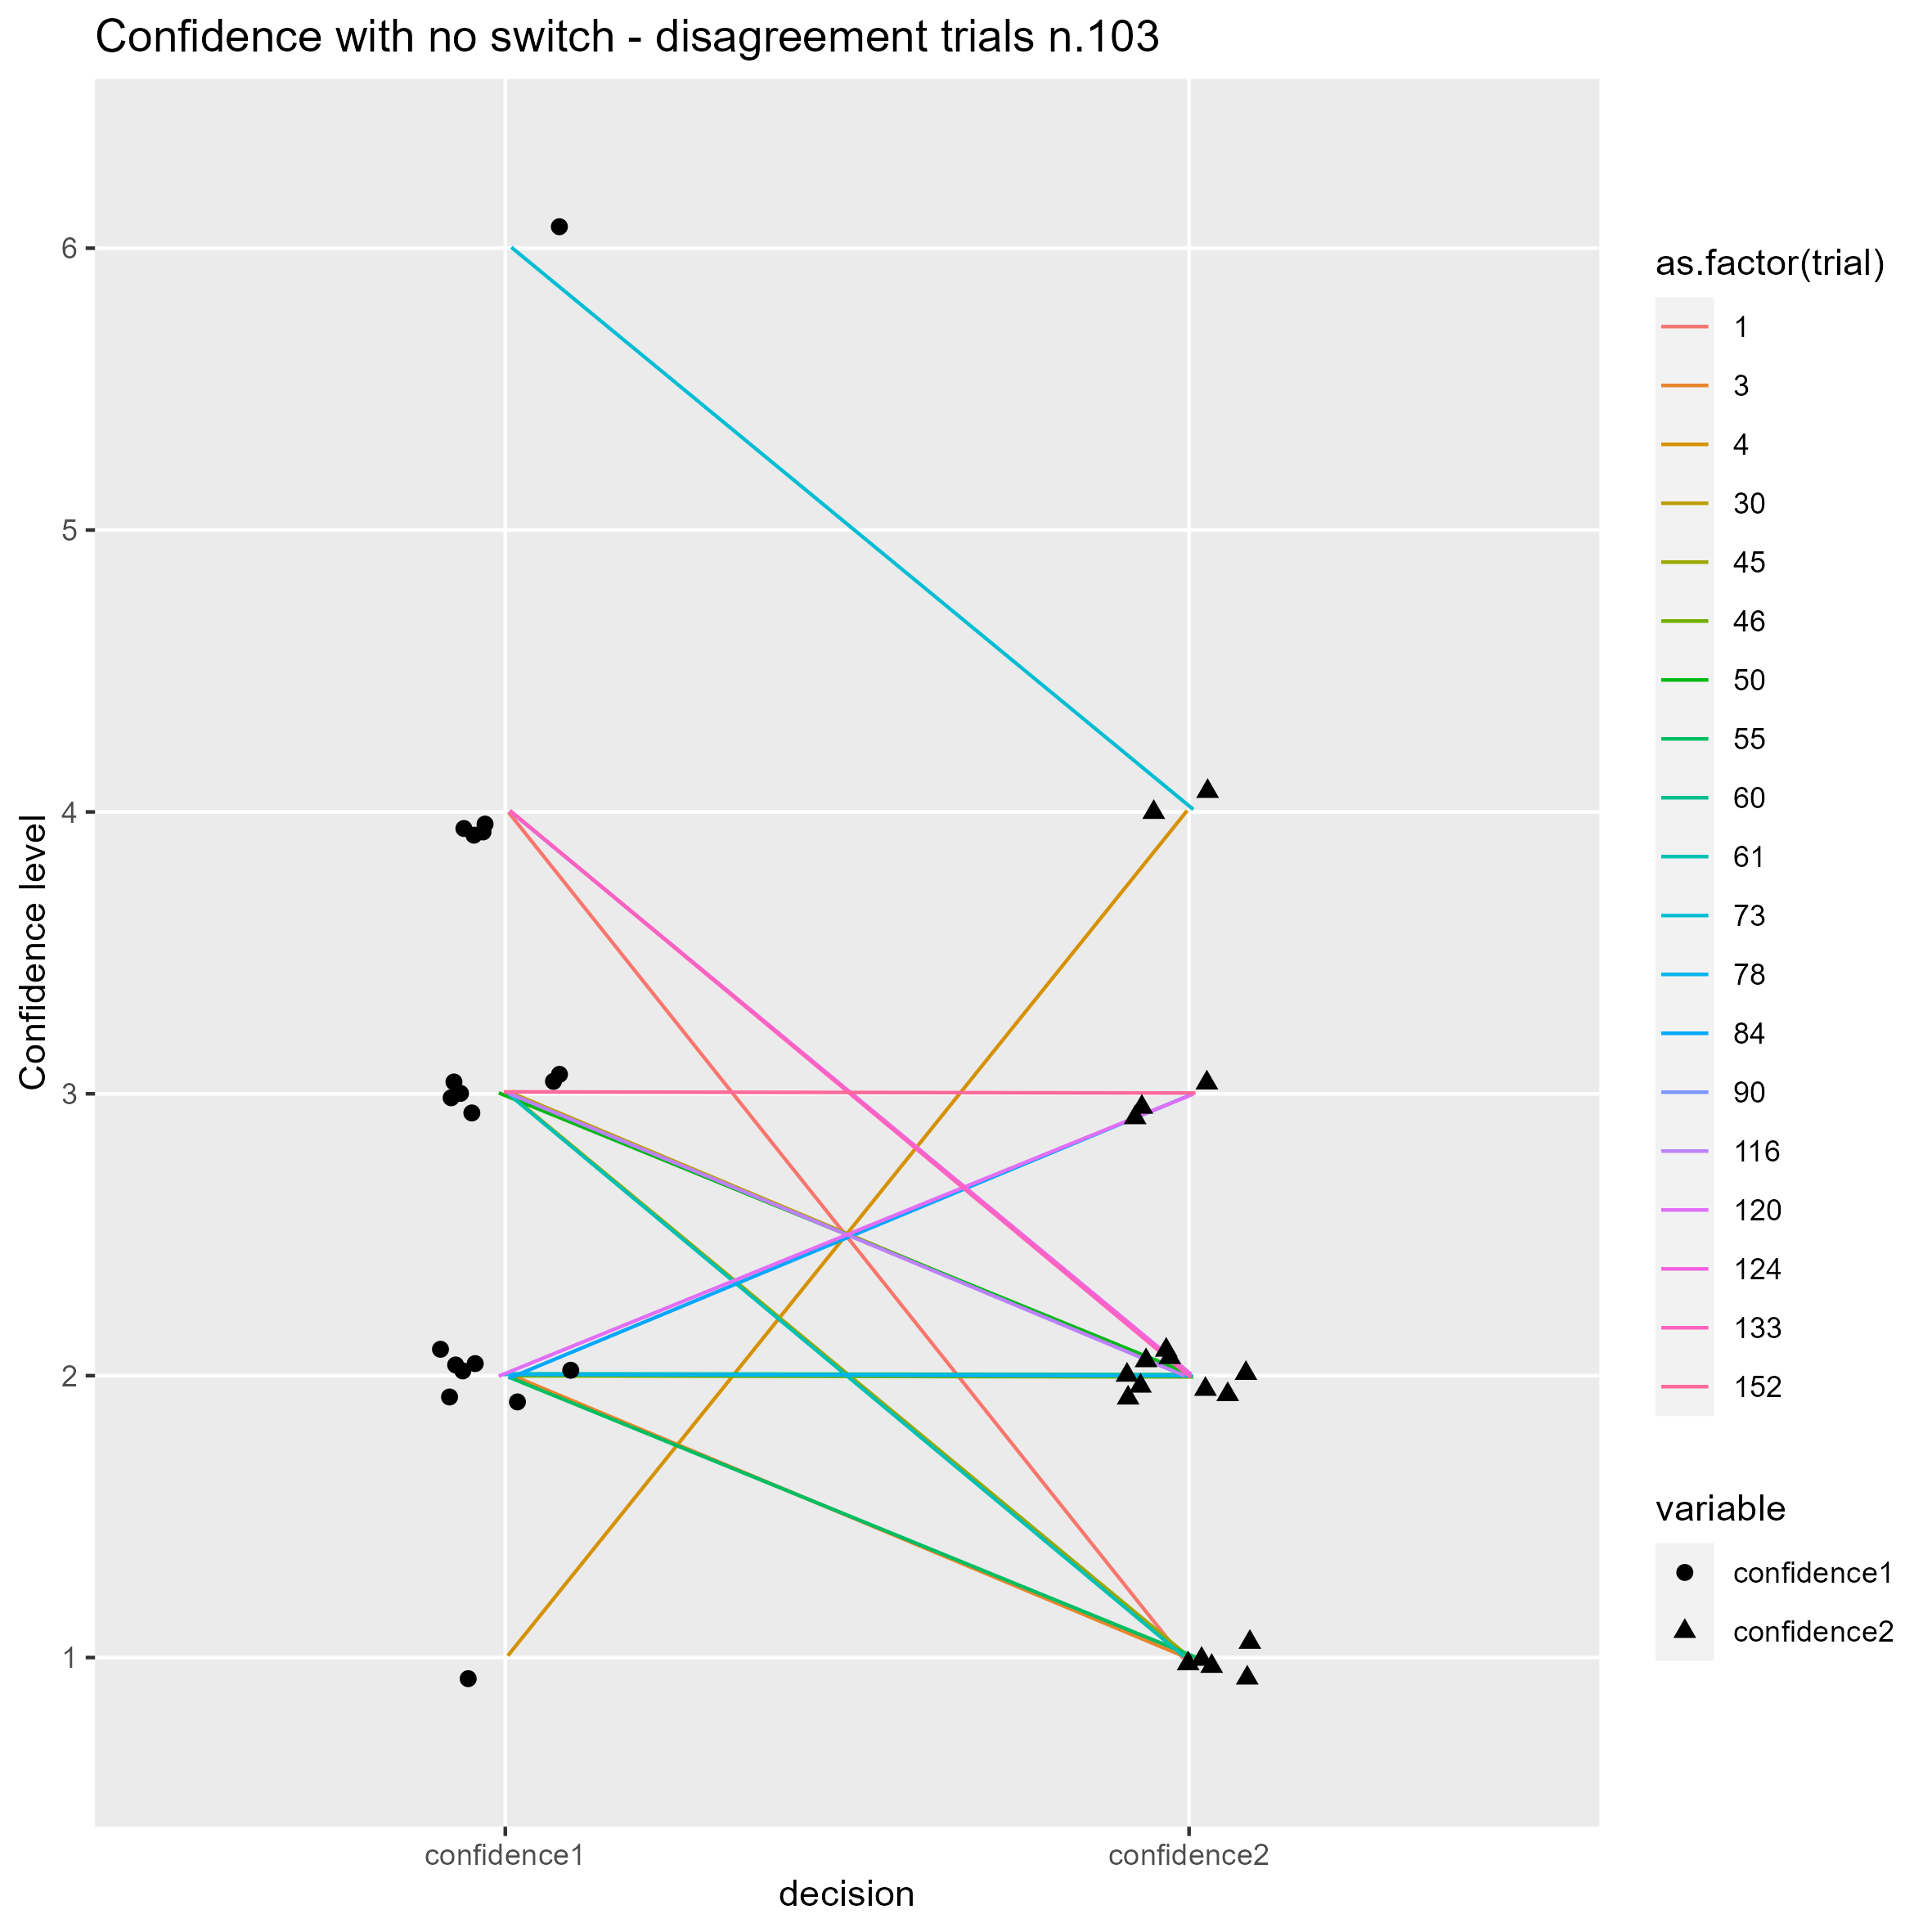 Confidence with no switch - disagreement trials n.103
Confidence level
6
5
4
3
2
1
confidence1
confidence2
decision
as.factor(trial)
1
3
4
30
45
46
50
55
60
61
73
78
84
90
116
120
124
133
152
variable
confidence1
confidence2